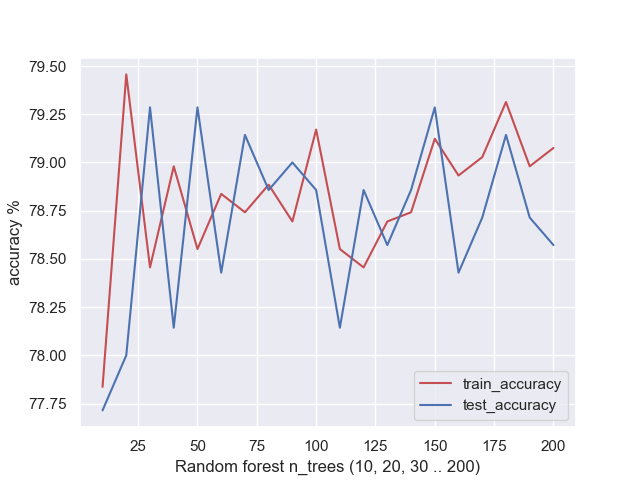 79.50
79.25
79.00
78.75
78.50
78.25
78.00
77.75
accuracy %
train_accuracy
test_accuracy
25 50 75 100 125 150 175 200
Random forest n_trees (10, 20, 30 .. 200)